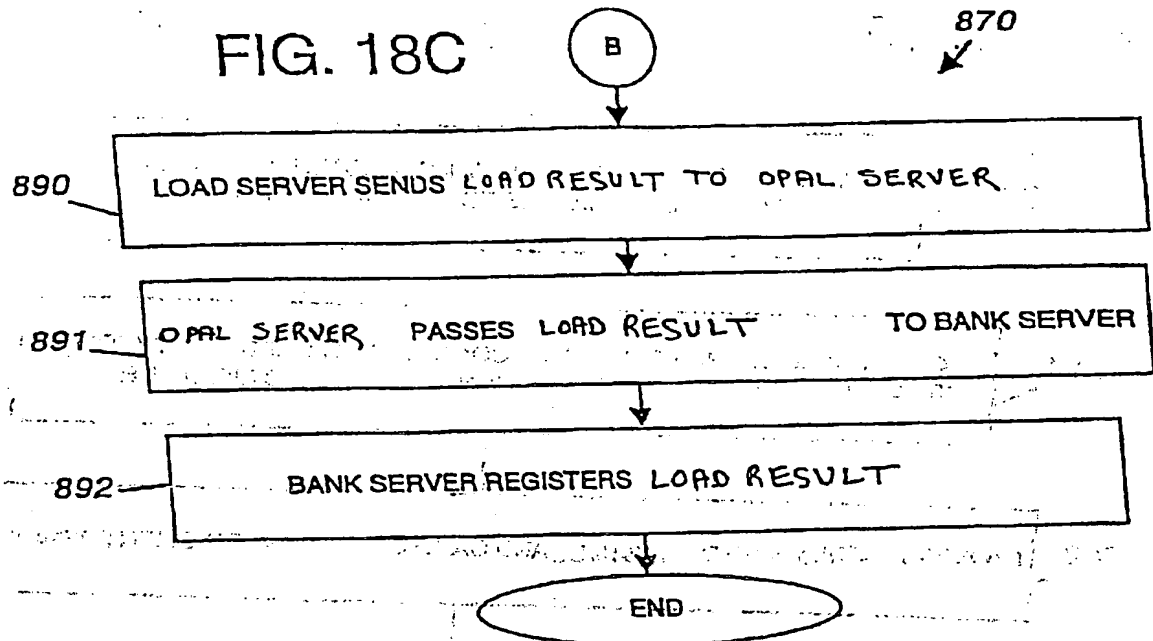 FIG. 18C
B
870
890
LOAD SERVER SENDS LOAD RESULT TO OPAL SERVER
891
OPAL SERVER PASSES LOAD RESULT TO BANK SERVER
892
BANK SERVER REGISTERS LOAD RESULT
END